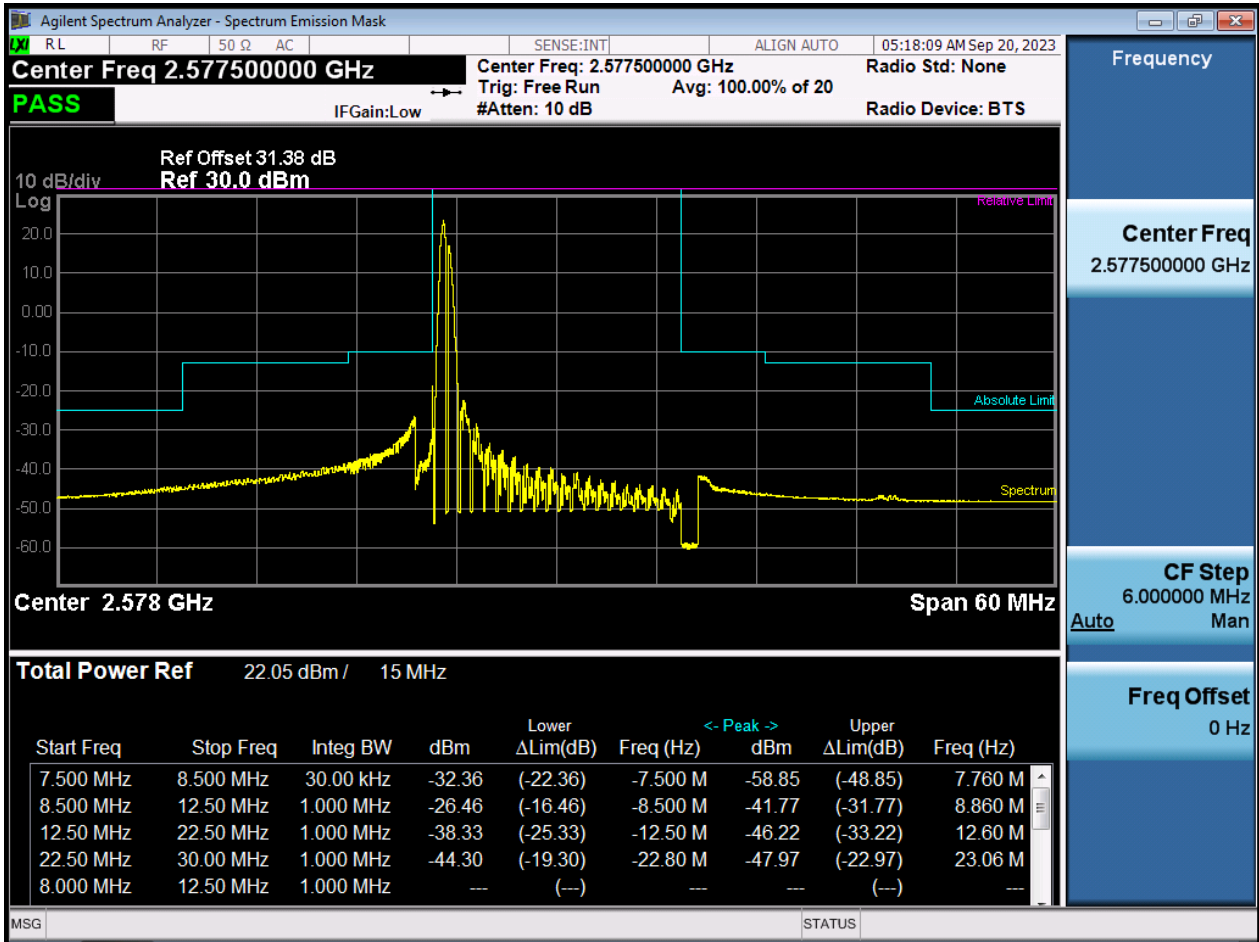 Agilent Spectrum Analyzer - Spectrum Emission Mask
LXI RL RF 50 Ω AC SENSE:INT ALIGN AUTO 05:18:09 AM Sep 20, 2023
Center Freq 2.577500000 GHz Center Freq: 2.577500000 GHz Radio Std: None
Trig: Free Run Avg: 100.00% of 20
PASS IFGain:Low #Atten: 10 dB Radio Device: BTS
Ref Offset 31.38 dB
10 dB/div Ref 30.0 dBm
Log
Relative Limit
20.0
10.0
0.00
-10.0
-20.0
Absolute Limit
-30.0
-40.0
Spectrum
-50.0
-60.0
Center 2.578 GHz Span 60 MHz
Total Power Ref 22.05 dBm / 15 MHz
Lower <- Peak -> Upper
Start Freq Stop Freq Integ BW dBm ΔLim(dB) Freq (Hz) dBm ΔLim(dB) Freq (Hz)
7.500 MHz 8.500 MHz 30.00 kHz -32.36 (-22.36) -7.500 M -58.85 (-48.85) 7.760 M
8.500 MHz 12.50 MHz 1.000 MHz -26.46 (-16.46) -8.500 M -41.77 (-31.77) 8.860 M
12.50 MHz 22.50 MHz 1.000 MHz -38.33 (-25.33) -12.50 M -46.22 (-33.22) 12.60 M
22.50 MHz 30.00 MHz 1.000 MHz -44.30 (-19.30) -22.80 M -47.97 (-22.97) 23.06 M
8.000 MHz 12.50 MHz 1.000 MHz --- (---) --- --- (---) ---
MSG STATUS
Frequency
Center Freq
2.577500000 GHz
CF Step
6.000000 MHz
Auto Man
Freq Offset
0 Hz